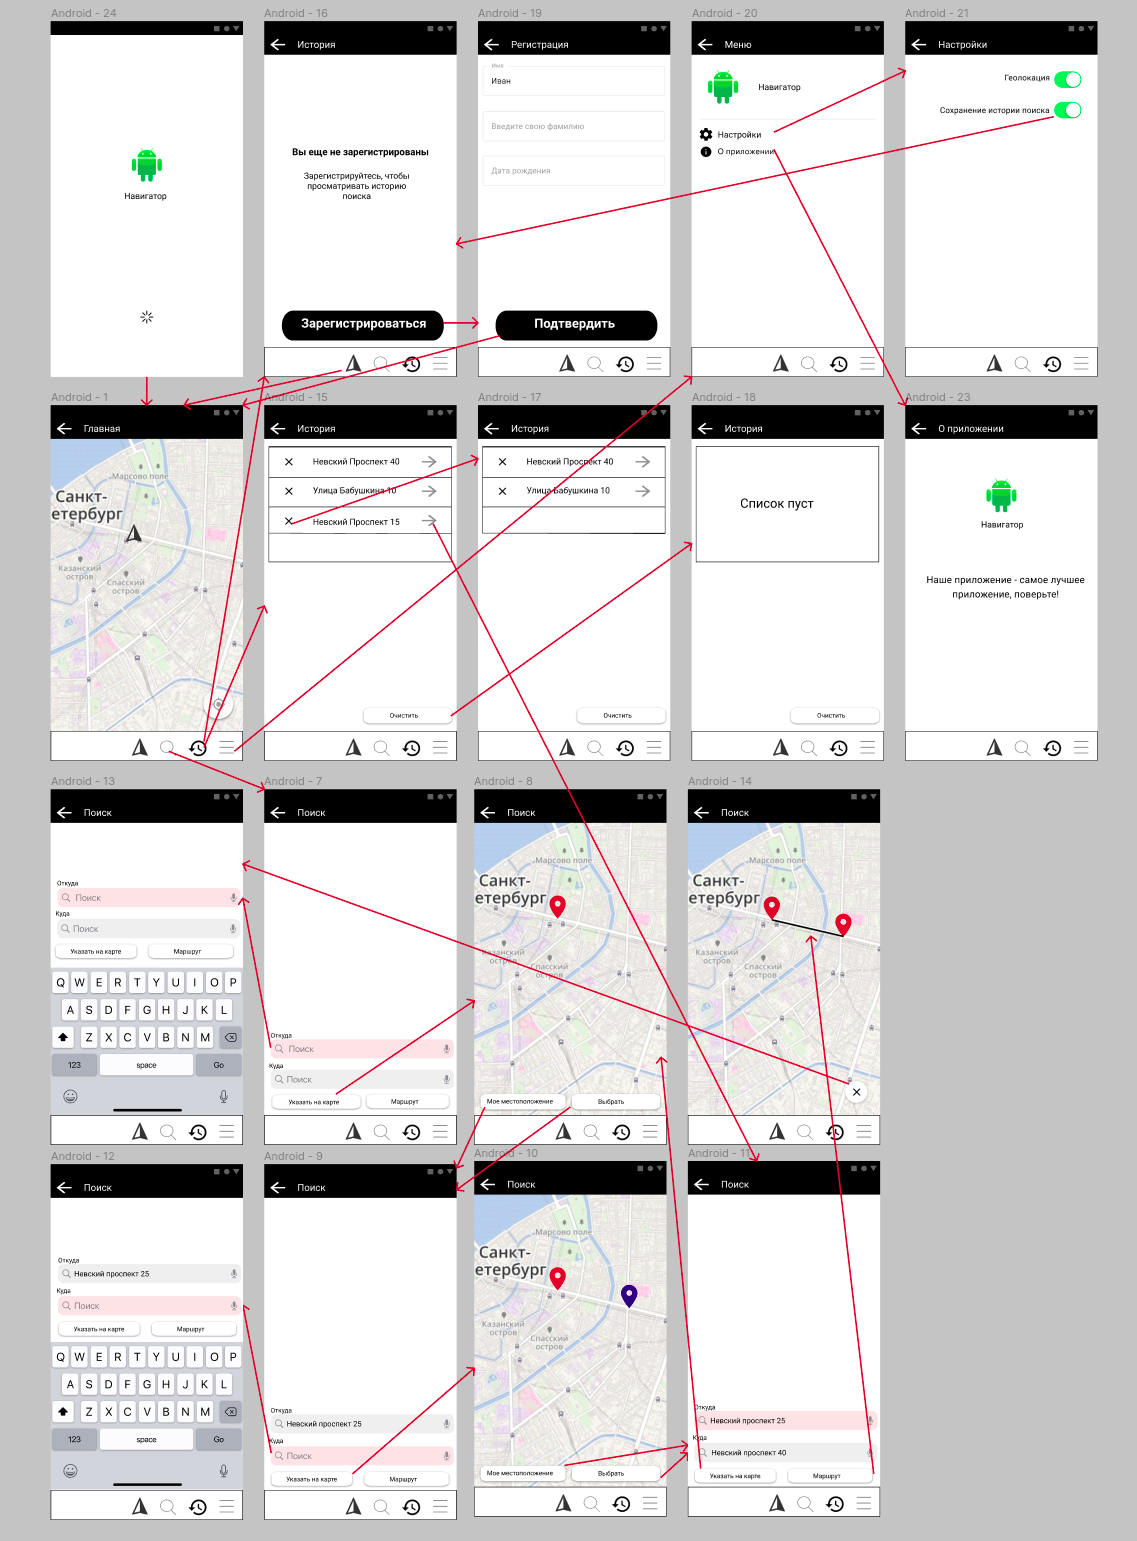 Android - 24
Навигатор
Android - 16
История
Вы еще не зарегистрированы
Зарегистрируйтесь, чтобы
просматривать историю
поиска
Зарегистрироваться
Android - 19
Регистрация
Имя
Иван
Введите свою фамилию
Дата рождения
Подтвердить
Android - 20
Меню
Навигатор
Настройки
О приложении
Android - 21
Настройки
Геолокация
Сохранение истории поиска
Android - 1
Главная
Марсово поле
Санкт-
етербург
Казанский
остров
Спасский
остров
Android - 15
История
Невский Проспект 40
Улица Бабушкина 10
Невский Проспект 15
Очистить
Android - 17
История
Невский Проспект 40
Улица Бабушкина 10
Очистить
Android - 18
История
Список пуст
Очистить
Android - 23
О приложении
Навигатор
Наше приложение - самое лучшее
приложение, поверьте!
Android - 13
Поиск
Откуда
Поиск
Куда
Поиск
Указать на карте
Маршрут
Q W E R T Y U I O P
A S D F G H J K L
Z X C V B N M
123 space Go
Android - 7
Поиск
Откуда
Поиск
Куда
Поиск
Указать на карте
Маршрут
Android - 8
Поиск
Марсово поле
Санкт-
етербург
Казанский
остров
Спасский
остров
Мое местоположение
Выбрать
Android - 14
Поиск
Марсово поле
Санкт-
етербург
Казанский
остров
Спасский
остров
Android - 12
Поиск
Откуда
Невский проспект 25
Куда
Поиск
Указать на карте
Маршрут
Q W E R T Y U I O P
A S D F G H J K L
Z X C V B N M
123 space Go
Android - 9
Поиск
Откуда
Невский проспект 25
Куда
Поиск
Указать на карте
Маршрут
Android - 10
Поиск
Марсово поле
Санкт-
етербург
Казанский
остров
Спасский
остров
Мое местоположение
Выбрать
Android - 11
Поиск
Откуда
Невский проспект 25
Куда
Невский проспект 40
Указать на карте
Маршрут